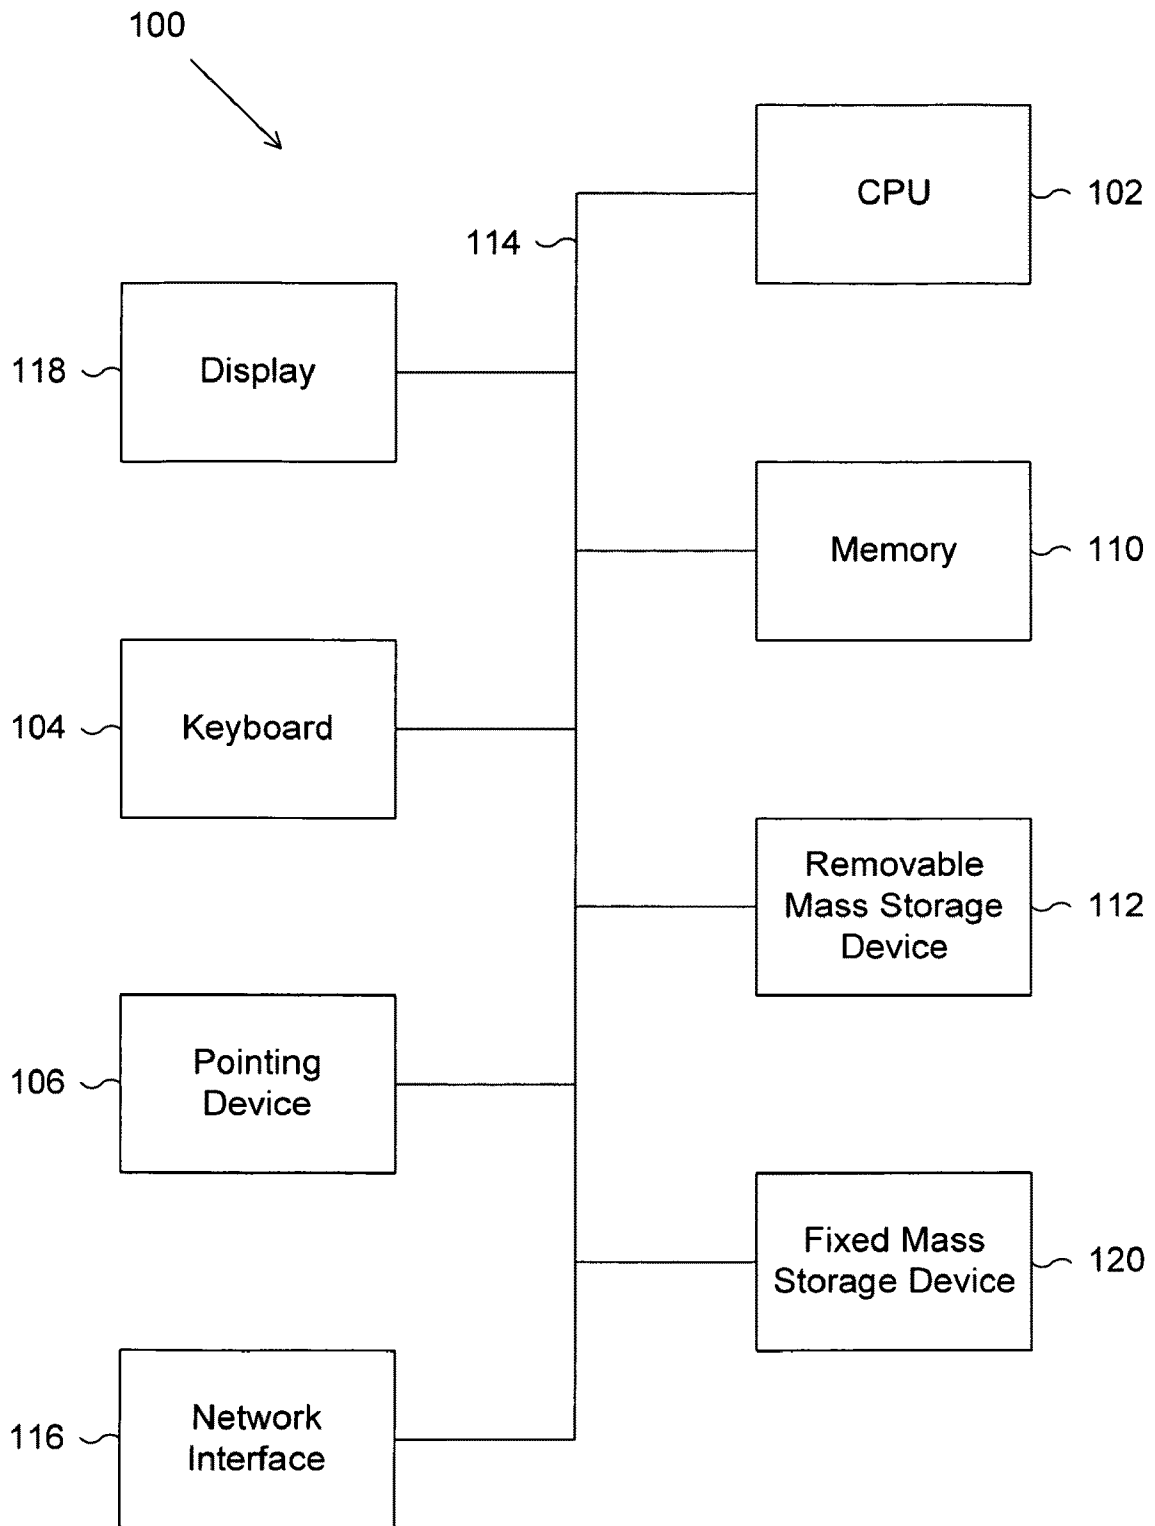 100
CPU
102
114
118
Display
Memory
110
104
Keyboard
Removable
Mass Storage
Device
112
106
Pointing
Device
Fixed Mass
Storage Device
120
116
Network
Interface